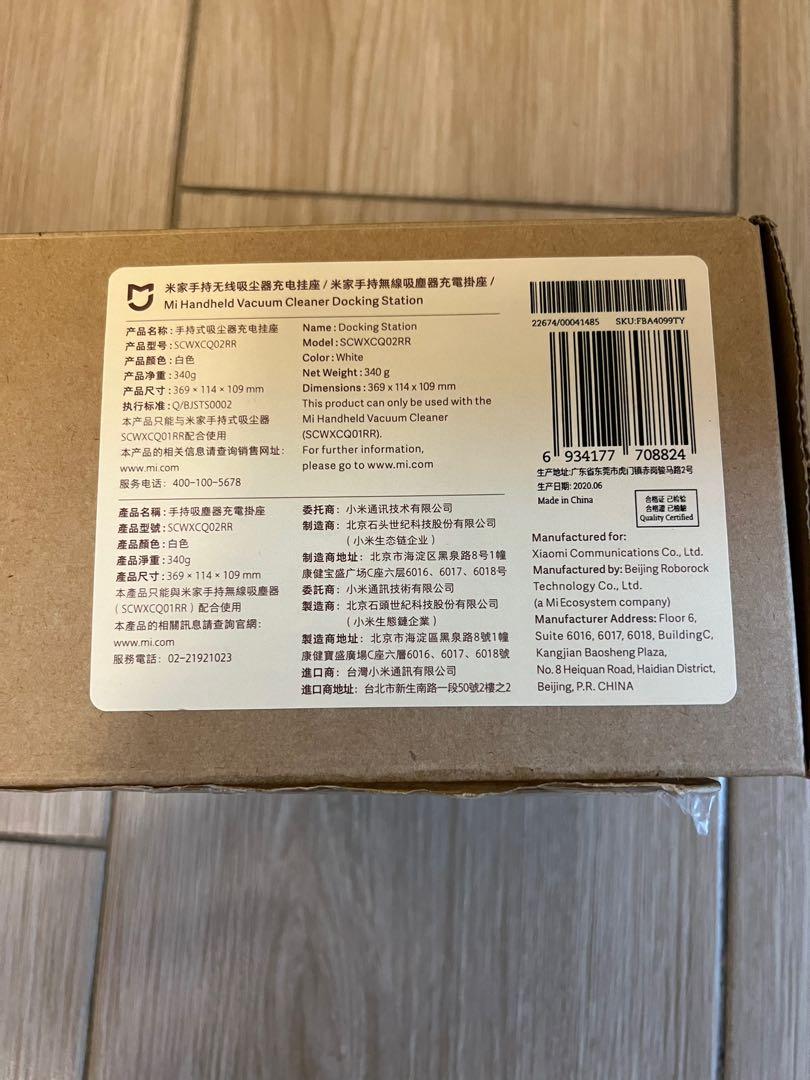 米家手持无线吸尘器充电挂座 / 米家手持無線吸塵器充電掛座 /
Mi Handheld Vacuum Cleaner Docking Station
产品名称：手持式吸尘器充电挂座
产品型号：SCWXCQ02RR
产品颜色：白色
产品净重：340g
产品尺寸：369 × 114 × 109 mm
执行标准：Q/BJSTS0002
本产品只能与米家手持式吸尘器
SCWXCQ01RR配合使用
本产品的相关信息请查询销售网址：
www.mi.com
服务电话： 400-100-5678
Name : Docking Station
Model : SCWXCQ02RR
Color : White
Net Weight : 340 g
Dimensions : 369 x 114 x 109 mm
This product can only be used with the
Mi Handheld Vacuum Cleaner
(SCWXCQ01RR).
For further information,
please go to www.mi.com
產品名稱：手持吸塵器充電掛座
產品型號：SCWXCQ02RR
產品顏色：白色
產品淨重：340g
產品尺寸：369 × 114 × 109 mm
本產品只能與米家手持無線吸塵器
（SCWXCQ01RR）配合使用
本產品的相關訊息請查詢官網：
www.mi.com
服務電話： 02-21921023
委托商：小米通讯技术有限公司
制造商：北京石头世纪科技股份有限公司
（小米生态链企业）
制造商地址：北京市海淀区黑泉路8号1幢
康健宝盛广场C座六层6016、6017、6018号
委託商：小米通訊技術有限公司
製造商：北京石頭世紀科技股份有限公司
（小米生態鏈企業）
製造商地址：北京市海淀區黑泉路8號1幢
康健寶盛廣場C座六層6016、6017、6018號
進口商：台灣小米通訊有限公司
進口商地址：台北市新生南路一段50號2樓之2
22674/00041485 SKU:FBA4099TY
6 934177 708824
生产地址:广东省东莞市虎门镇赤岗骏马路2号
生产日期: 2020.06
Made in China
合格证 已检验
合格證 已檢驗
Quality Certified
Manufactured for:
Xiaomi Communications Co., Ltd.
Manufactured by: Beijing Roborock
Technology Co., Ltd.
(a Mi Ecosystem company)
Manufacturer Address: Floor 6,
Suite 6016, 6017, 6018, BuildingC,
Kangjian Baosheng Plaza,
No. 8 Heiquan Road, Haidian District,
Beijing, P.R. CHINA